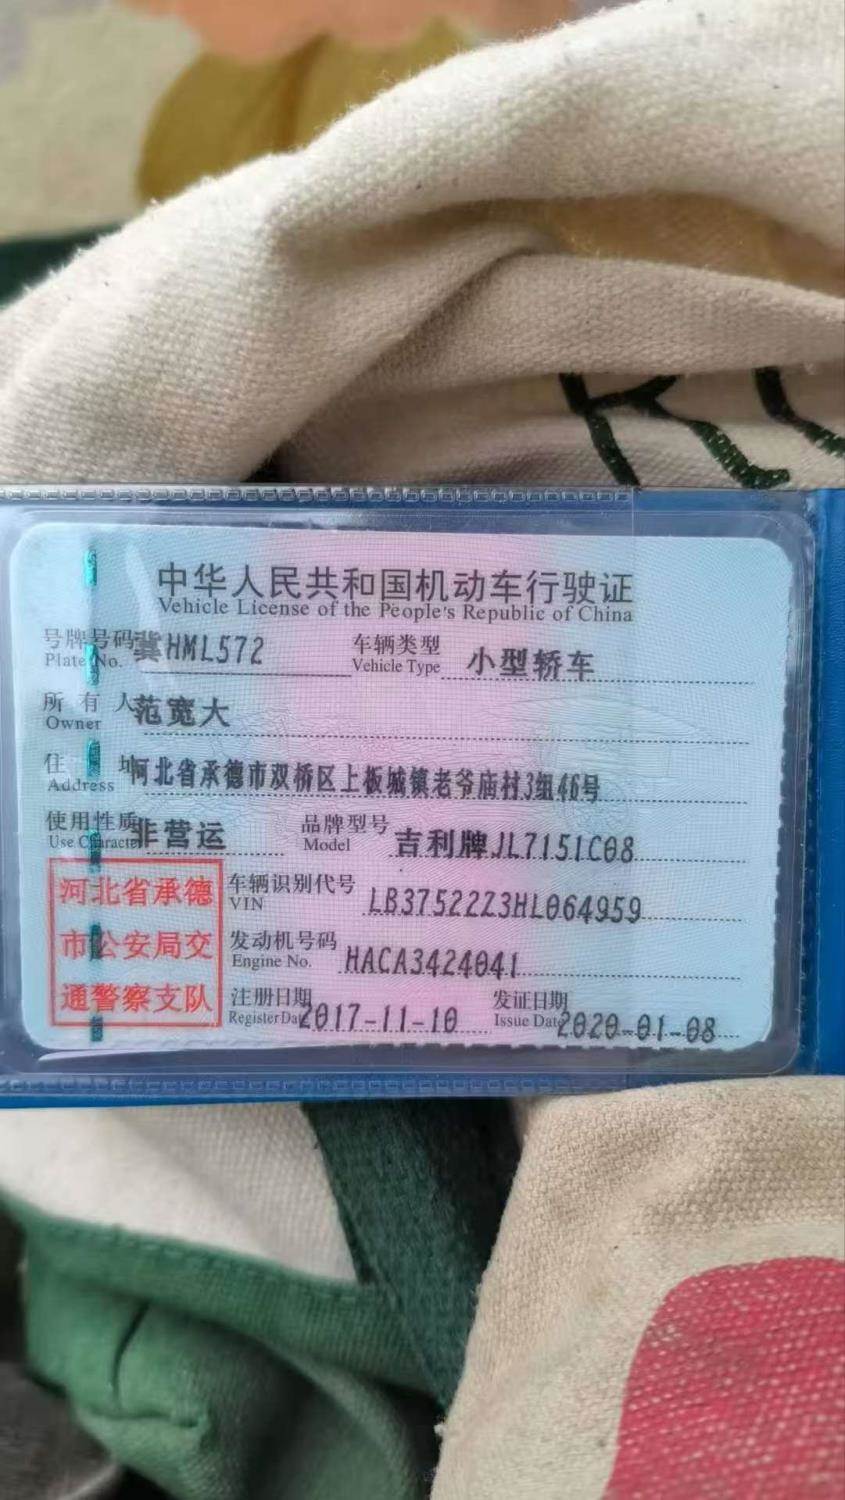 中华人民共和国机动车行驶证
Vehicle License of the People's Republic of China
号牌号码 冀HML572 车辆类型 小型轿车
Plate No. Vehicle Type
所有人 范宽大
Owner
住址 河北省承德市双桥区上板城镇老爷庙村3组46号
Address
使用性质 非营运 品牌型号 吉利牌JL7151C08
Use Character Model
河北省承德
市公安局交
通警察支队
车辆识别代号 LB37522Z3HL064959
VIN
发动机号码 HACA3424041
Engine No.
注册日期 2017-11-10 发证日期 2020-01-08
Register Da Issue Date